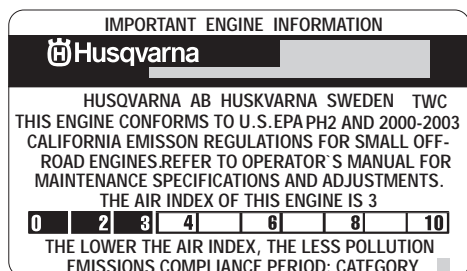 IMPORTANT ENGINE INFORMATION
Husqvarna
HUSQVARNA AB HUSKVARNA SWEDEN TWC
THIS ENGINE CONFORMS TO U.S.EPA PH2 AND 2000-2003
CALIFORNIA EMISSON REGULATIONS FOR SMALL OFF-
ROAD ENGINES.REFER TO OPERATOR`S MANUAL FOR
MAINTENANCE SPECIFICATIONS AND ADJUSTMENTS.
THE AIR INDEX OF THIS ENGINE IS 3
0 2 3 4 6 8 10
THE LOWER THE AIR INDEX, THE LESS POLLUTION
EMISSIONS COMPLIANCE PERIOD: CATEGORY